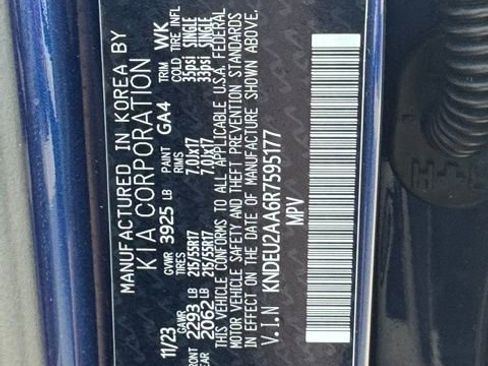 MANUFACTURED IN KOREA BY
KIA CORPORATION
11/23 GVWR 3925 LB PAINT GA4 TRIM WK
GAWR TIRES RIMS COLD TIRE INFL
FRONT 2293 LB 215/55R17 7.0Jx17 35psi SINGLE
REAR 2062 LB 215/55R17 7.0Jx17 33psi SINGLE
THIS VEHICLE CONFORMS TO ALL APPLICABLE U.S.A. FEDERAL
MOTOR VEHICLE SAFETY AND THEFT PREVENTION STANDARDS
IN EFFECT ON THE DATE OF MANUFACTURE SHOWN ABOVE.
V.I.N KNDEU2AA6R7595177
MPV